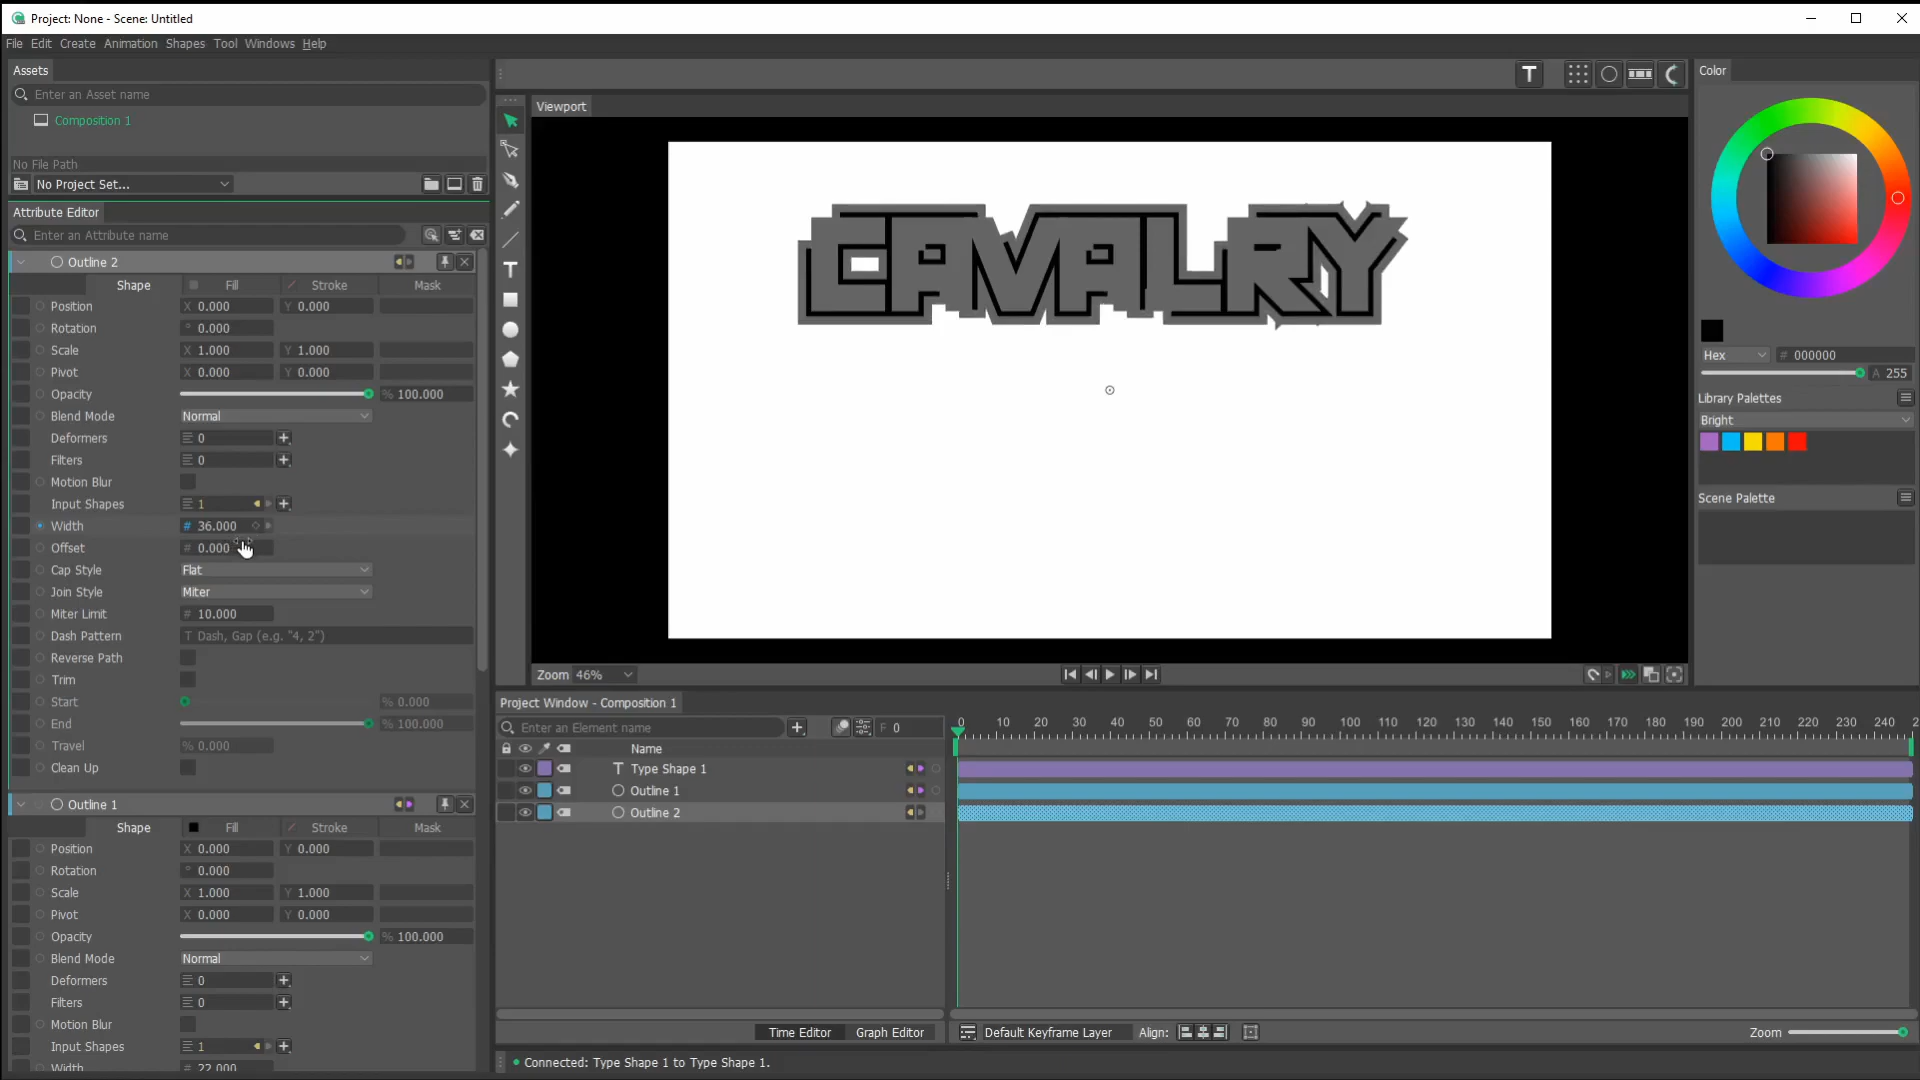 Project: None - Scene: Untitled
File Edit Create Animation Shapes Tool Windows Help
Assets
Enter an Asset name
Composition 1
No File Path
No Project Set...
Attribute Editor
Enter an Attribute name
Outline 2
Shape Fill Stroke Mask
Position X 0.000 Y 0.000
Rotation ° 0.000
Scale X 1.000 Y 1.000
Pivot X 0.000 Y 0.000
Opacity % 100.000
Blend Mode Normal
Deformers 0
Filters 0
Motion Blur
Input Shapes 1
Width # 36.000
Offset # 0.000
Cap Style Flat
Join Style Miter
Miter Limit # 10.000
Dash Pattern T Dash, Gap (e.g. "4, 2")
Reverse Path
Trim
Start % 0.000
End % 100.000
Travel % 0.000
Clean Up
Outline 1
Shape Fill Stroke Mask
Position X 0.000 Y 0.000
Rotation ° 0.000
Scale X 1.000 Y 1.000
Pivot X 0.000 Y 0.000
Opacity % 100.000
Blend Mode Normal
Deformers 0
Filters 0
Motion Blur
Input Shapes 1
Width # 22.000
Viewport
CAVALRY
Zoom 46%
Project Window - Composition 1
Enter an Element name
F 0
Name
Type Shape 1
Outline 1
Outline 2
0 10 20 30 40 50 60 70 80 90 100 110 120 130 140 150 160 170 180 190 200 210 220 230 240 2
Time Editor Graph Editor
Default Keyframe Layer Align:
Zoom
Connected: Type Shape 1 to Type Shape 1.
Color
Hex # 000000
A 255
Library Palettes
Bright
Scene Palette